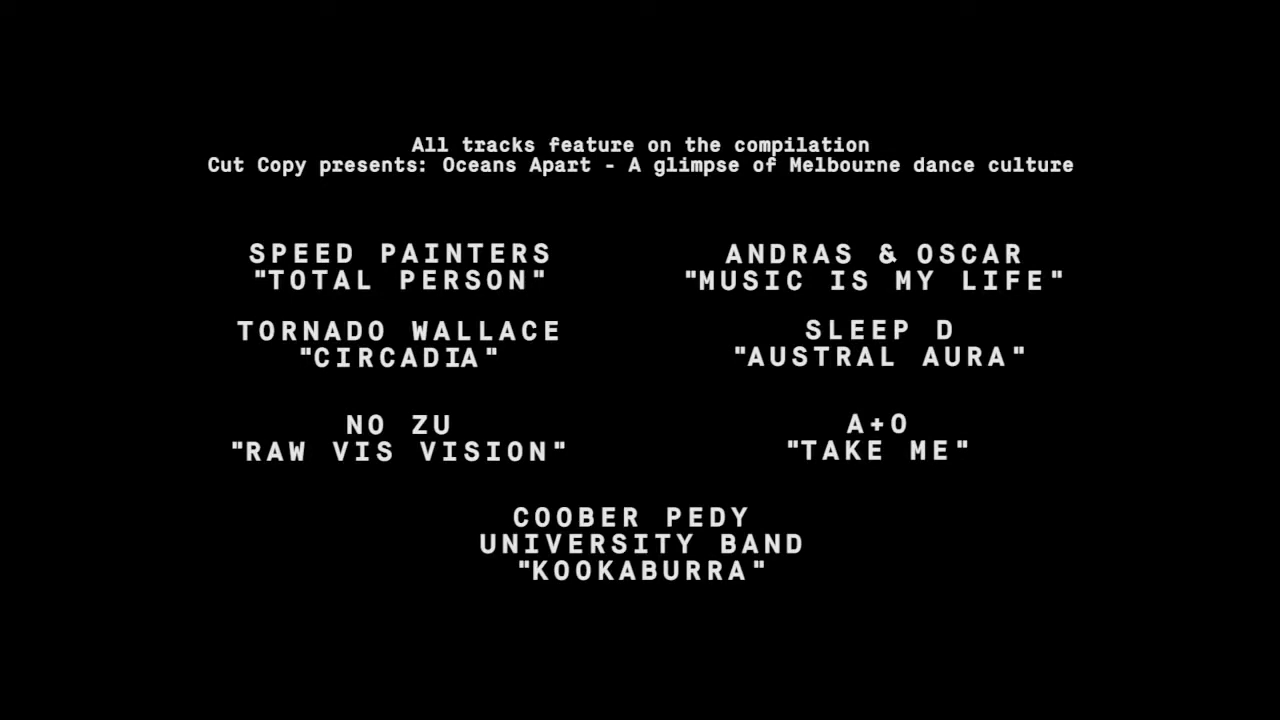 All tracks feature on the compilation
Cut Copy presents: Oceans Apart - A glimpse of Melbourne dance culture
SPEED PAINTERS
"TOTAL PERSON"
ANDRAS & OSCAR
"MUSIC IS MY LIFE"
TORNADO WALLACE
"CIRCADIA"
SLEEP D
"AUSTRAL AURA"
NO ZU
"RAW VIS VISION"
A+O
"TAKE ME"
COOBER PEDY
UNIVERSITY BAND
"KOOKABURRA"